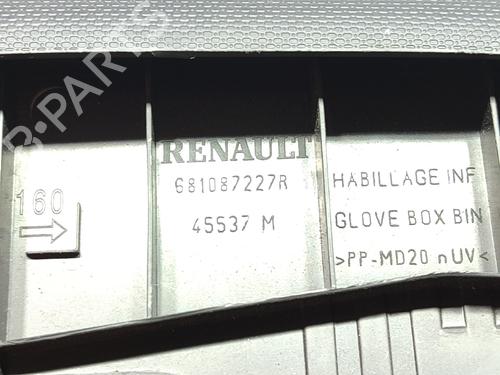 RENAULT
681087227R
45537 M
160
HABILLAGE INF
GLOVE BOX BIN
>PP-MD20 nUV<
B-PARTS